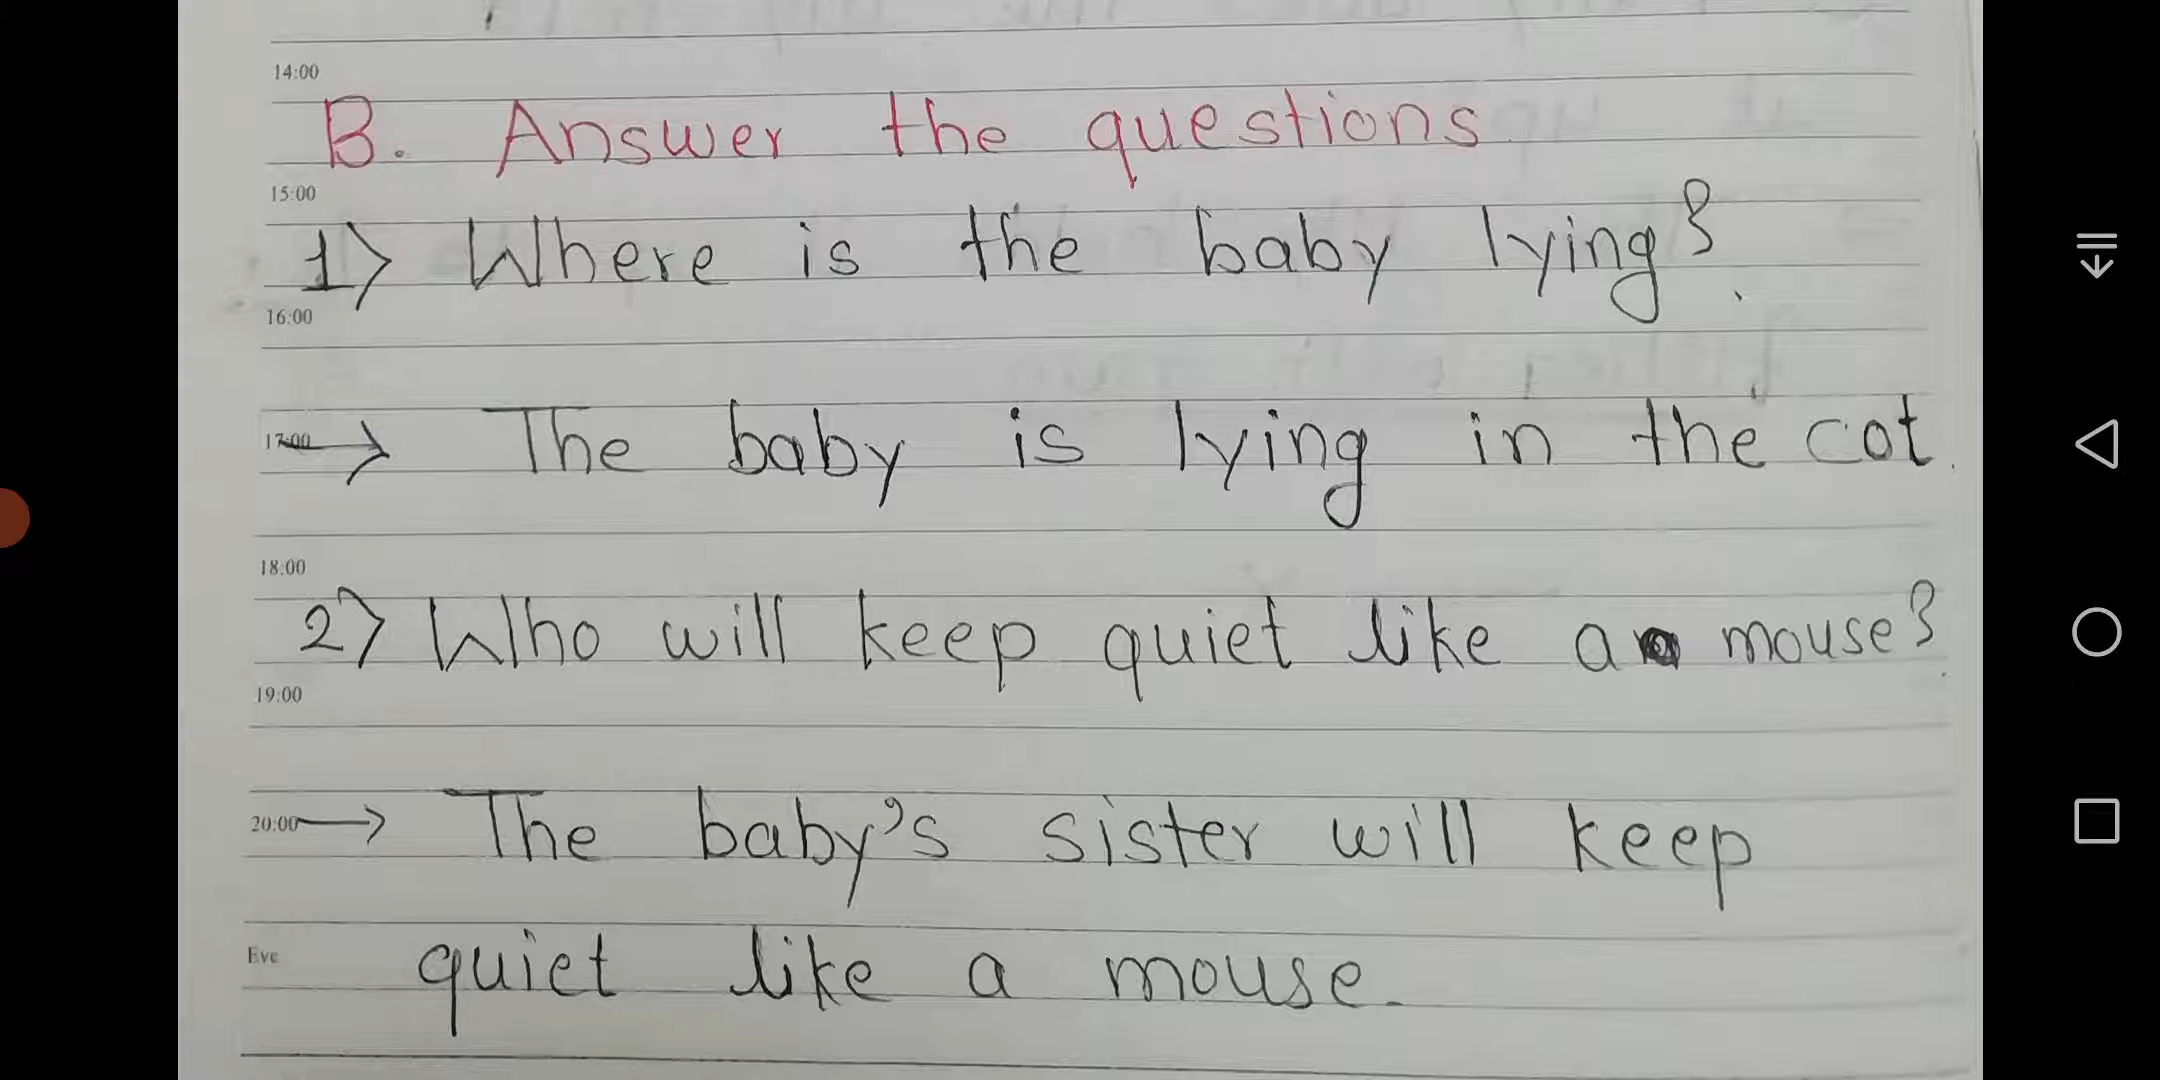 14:00
B. Answer the questions
15:00
1) Where is the baby lying?
16:00
17:00 → The baby is lying in the cot.
18:00
2) Who will keep quiet like a mouse?
19:00
20:00 → The baby's sister will keep
Eve quiet like a mouse.